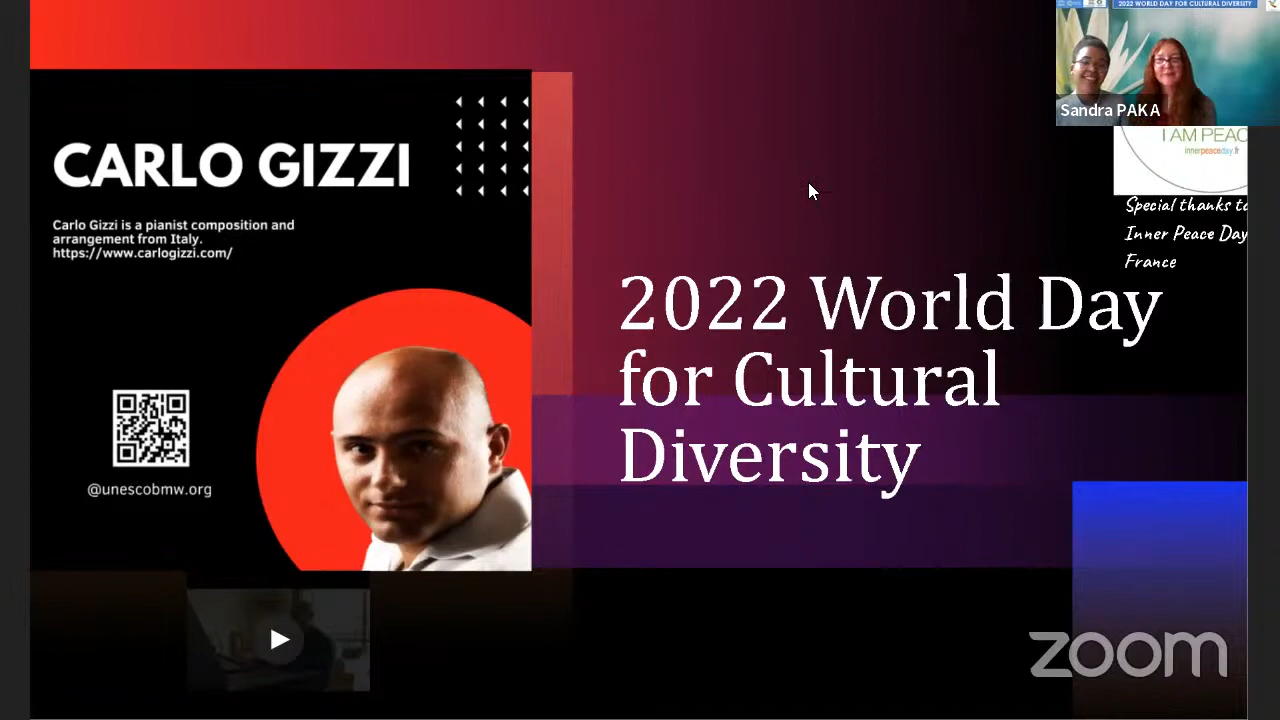 2022 WORLD DAY FOR CULTURAL DIVERSITY
Sandra PAKA
CARLO GIZZI
Carlo Gizzi is a pianist composition and
arrangement from Italy.
https://www.carlogizzi.com/
@unescobmw.org
I AM PEAC
innerpeaceday.fr
Special thanks to
Inner Peace Day
France
2022 World Day
for Cultural
Diversity
zoom